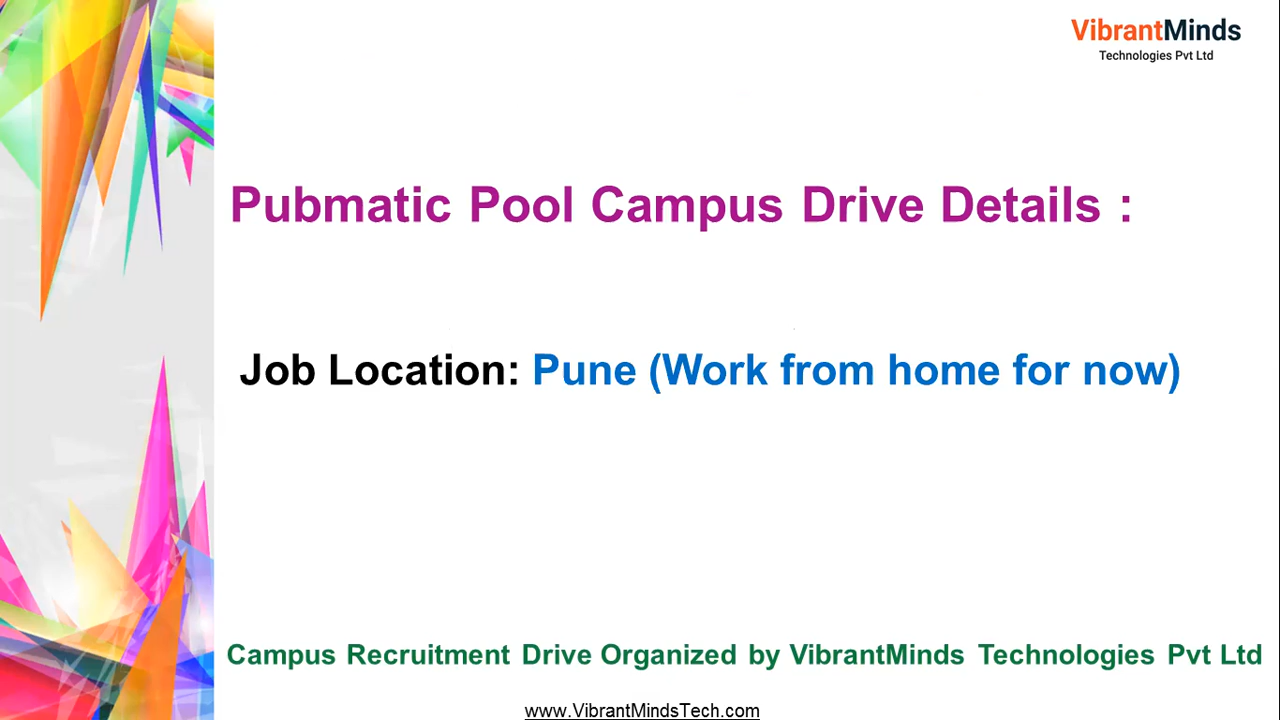 VibrantMinds
Technologies Pvt Ltd
Pubmatic Pool Campus Drive Details :
Job Location: Pune (Work from home for now)
Campus Recruitment Drive Organized by VibrantMinds Technologies Pvt Ltd
www.VibrantMindsTech.com